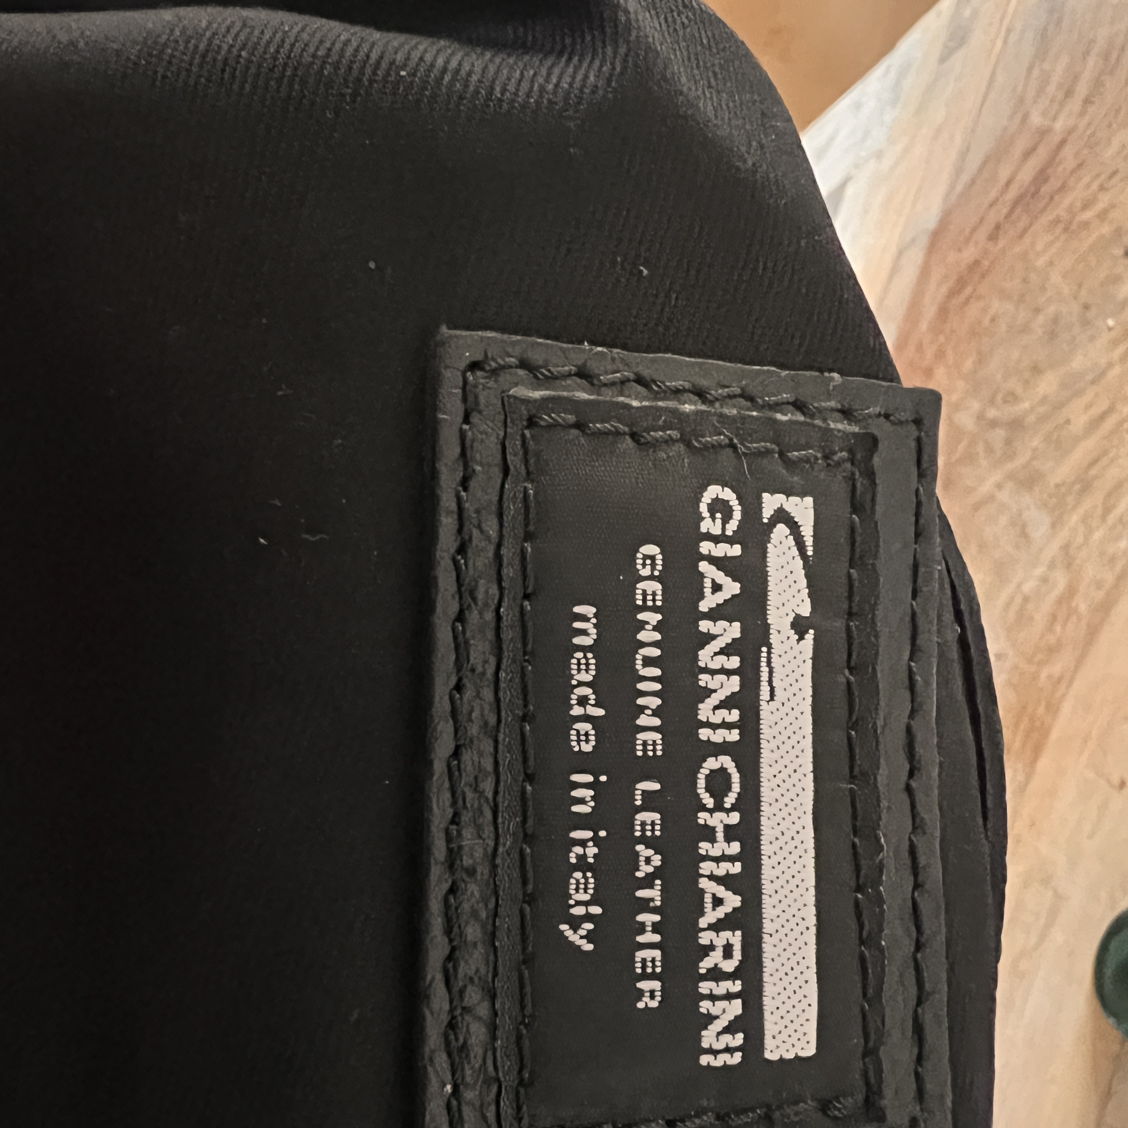 GIANNI CHIARINI
GENUINE LEATHER
made in italy